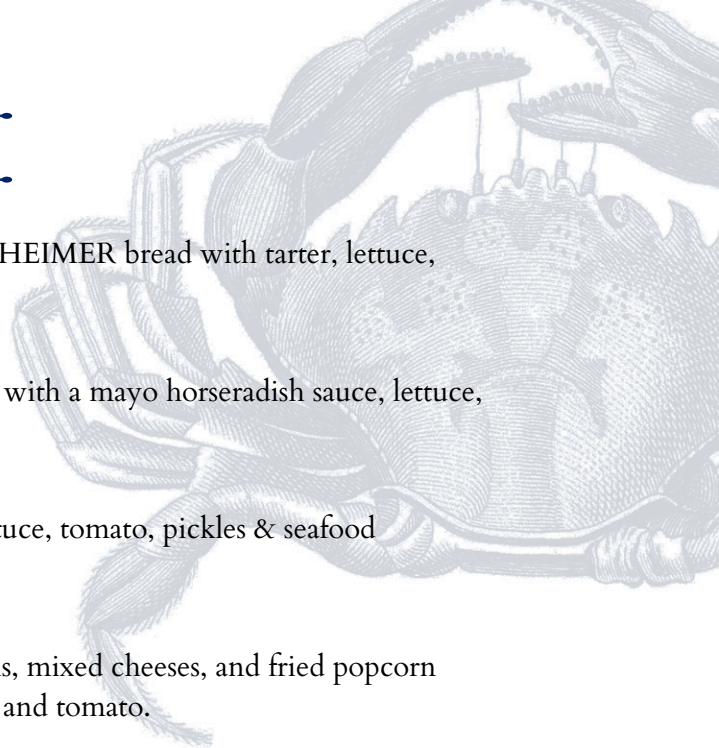 HEIMER bread with tarter, lettuce,
with a mayo horseradish sauce, lettuce,
tuce, tomato, pickles & seafood
s, mixed cheeses, and fried popcorn
and tomato.